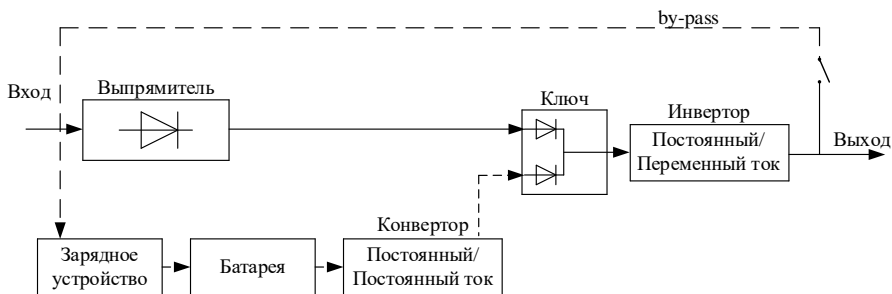 by-pass
Вход
Выпрямитель
Ключ
Инвертор
Постоянный/
Переменный ток
Выход
Конвертор
Зарядное
устройство
Батарея
Постоянный/
Постоянный ток